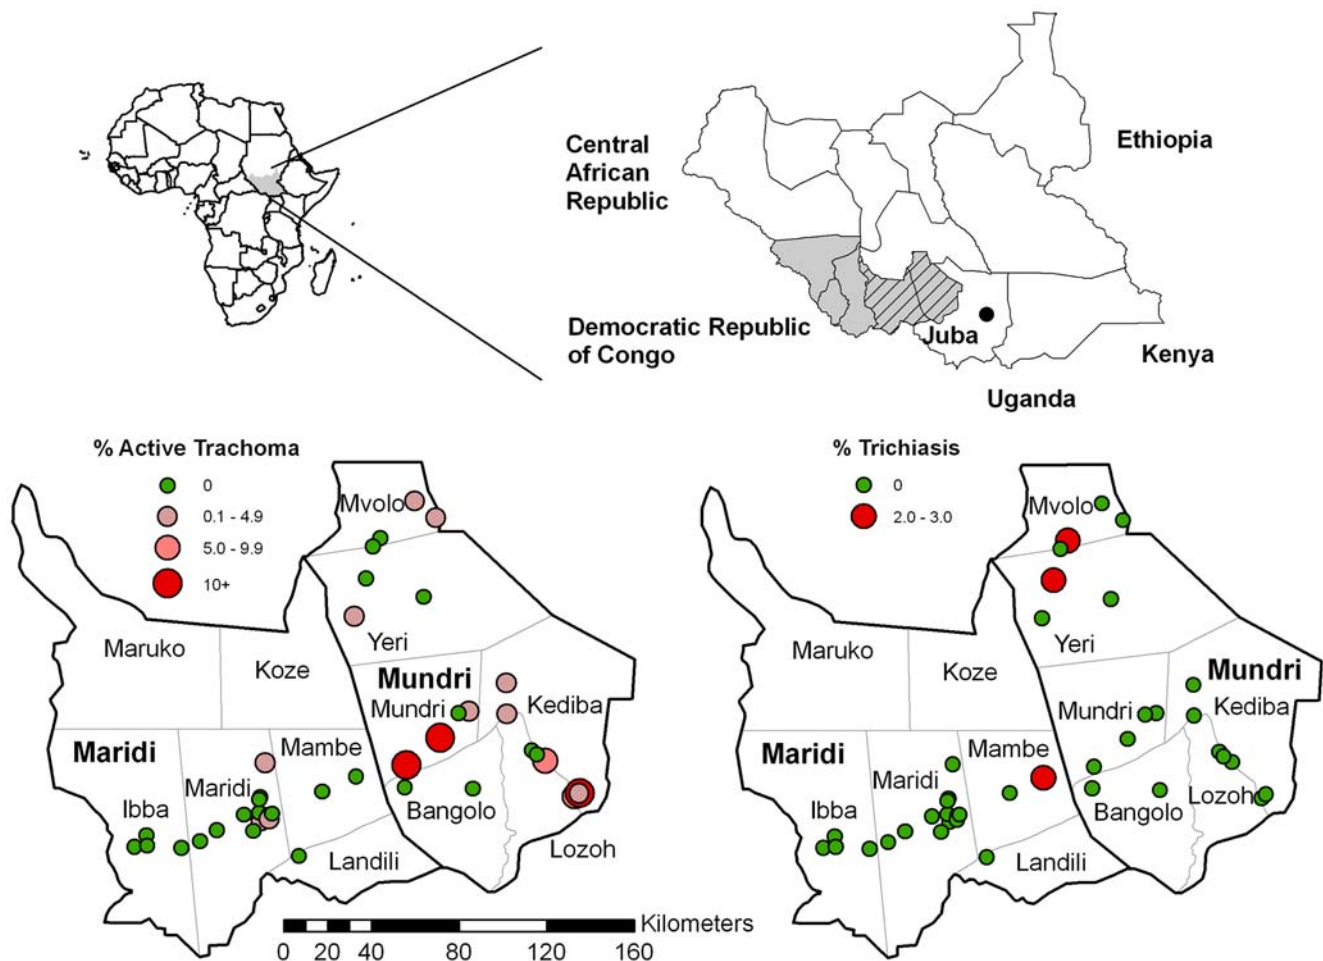 Central
African
Republic
Ethiopia
Democratic Republic
of Congo
Juba
Kenya
Uganda
% Active Trachoma
0
0.1 - 4.9
5.0 - 9.9
10+
Mvolo
Yeri
Maruko
Koze
Mundri
Mundri
Kediba
Maridi
Mambe
Maridi
Ibba
Bangolo
Landili
Lozoh
Kilometers
0 20 40 80 120 160
% Trichiasis
0
2.0 - 3.0
Mvolo
Yeri
Maruko
Koze
Mundri
Kediba
Mundri
Maridi
Mambe
Maridi
Ibba
Lozoh
Bangolo
Landili